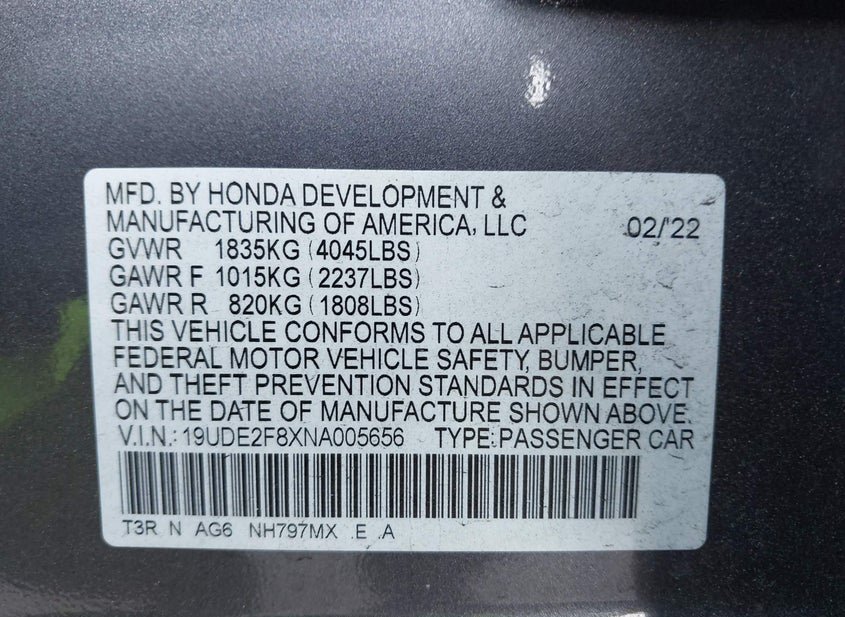 MFD. BY HONDA DEVELOPMENT &
MANUFACTURING OF AMERICA, LLC 02/'22
GVWR 1835KG (4045LBS)
GAWR F 1015KG (2237LBS)
GAWR R 820KG (1808LBS)
THIS VEHICLE CONFORMS TO ALL APPLICABLE
FEDERAL MOTOR VEHICLE SAFETY, BUMPER,
AND THEFT PREVENTION STANDARDS IN EFFECT
ON THE DATE OF MANUFACTURE SHOWN ABOVE.
V.I.N.: 19UDE2F8XNA005656 TYPE: PASSENGER CAR
T3R N AG6 NH797MX .E .A